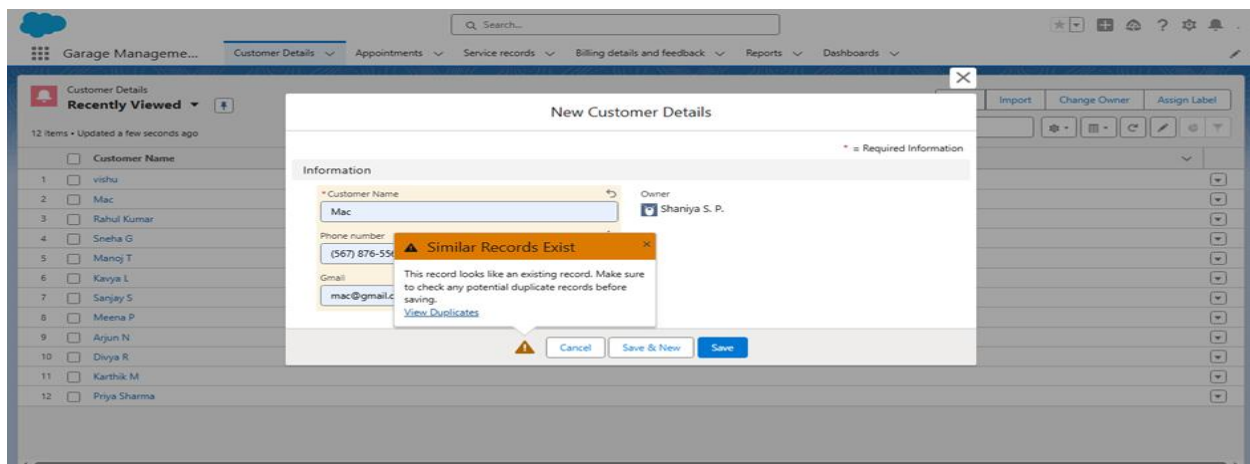 Search...
Garage Manageme...
Customer Details
Appointments
Service records
Billing details and feedback
Reports
Dashboards
Customer Details
Recently Viewed
Import
Change Owner
Assign Label
12 items • Updated a few seconds ago
Customer Name
1 vishu
2 Mac
3 Rahul Kumar
4 Sneha G
5 Manoj T
6 Kavya L
7 Sanjay S
8 Meena P
9 Arjun N
10 Divya R
11 Karthik M
12 Priya Sharma
New Customer Details
* = Required Information
Information
* Customer Name
Mac
Owner
Shaniya S. P.
Phone number
(567) 876-556
Gmail
mac@gmail.c
Similar Records Exist
This record looks like an existing record. Make sure
to check any potential duplicate records before
saving.
View Duplicates
Cancel
Save & New
Save